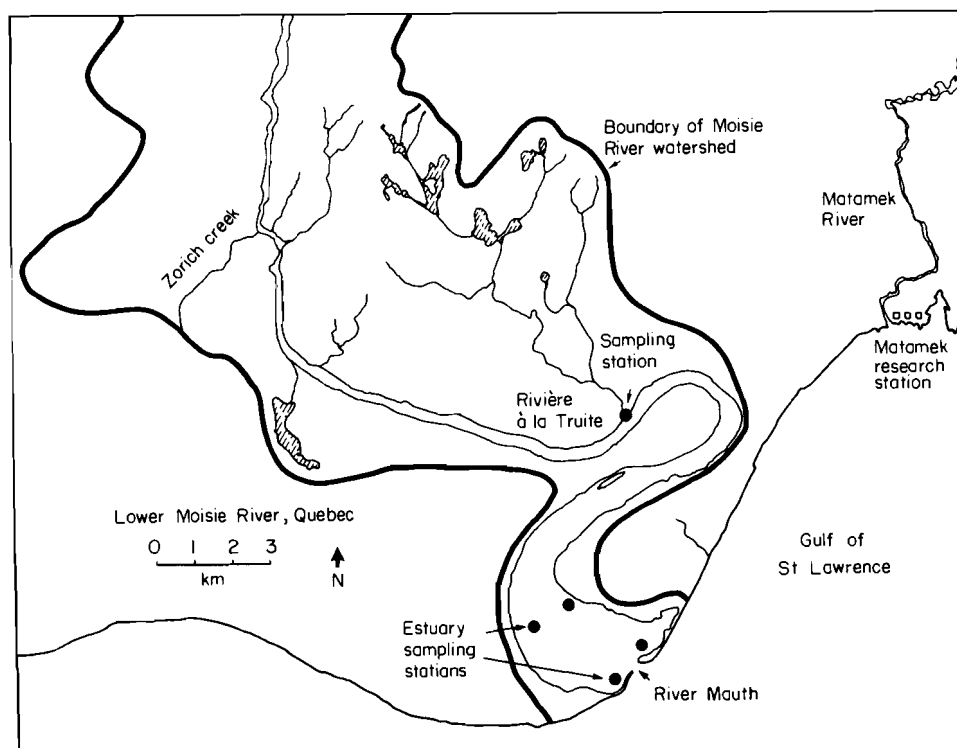 Boundary of Moisie
River watershed
Matamek
River
Zorich creek
Sampling
station
Matamek
research
station
Rivière
à la Truite
Lower Moisie River, Quebec
0 1 2 3
km
N
Gulf of
St Lawrence
Estuary
sampling
stations
River Mouth